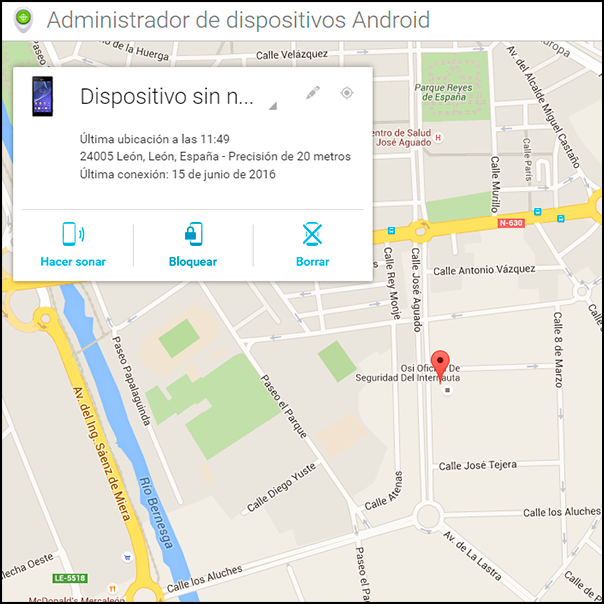 Administrador de dispositivos Android
Dispositivo sin n...
Última ubicación a las 11:49
24005 León, León, España - Precisión de 20 metros
Última conexión: 15 de junio de 2016
Hacer sonar
Bloquear
Borrar
de la Huerga
Calle Velázquez
Parque Reyes
de España
Av. del Alcalde Miguel Castaño
Centro de Salud
José Aguado
Calle París
Calle Murillo
N-630
Calle Rey Monje
Calle José Aguado
Calle Antonio Vázquez
Calle 8 de Marzo
Osi Oficina De
Seguridad Del Internauta
Paseo Papalaguinda
Paseo el Parque
Av. del Ing. Sáenz de Miera
Río Bernesga
Calle José Tejera
Calle Diego Yuste
Calle Atenas
Calle los Aluches
Av. de La Lastra
Calle los Aluches
Paseo el Par
calea Oeste
LE-5518
McDonald's Mercaleón